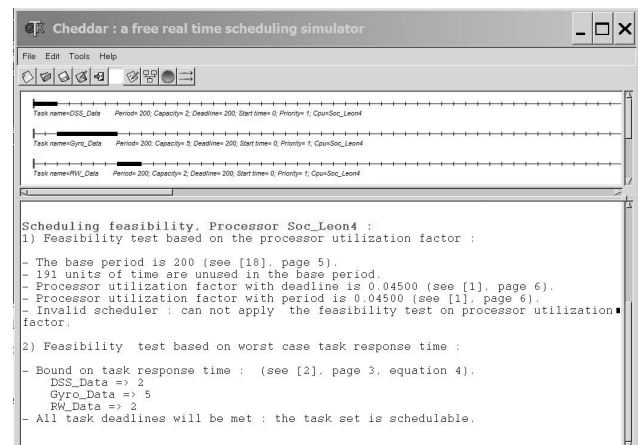 Cheddar : a free real time scheduling simulator
File Edit Tools Help
Task name=DSS_Data Period= 200; Capacity= 2; Deadline= 200; Start time= 0; Priority= 1; Cpu=Soc_Leon4
Task name=Gyro_Data Period= 200; Capacity= 5; Deadline= 200; Start time= 0; Priority= 1; Cpu=Soc_Leon4
Task name=RW_Data Period= 200; Capacity= 2; Deadline= 200; Start time= 0; Priority= 1; Cpu=Soc_Leon4
Scheduling feasibility, Processor Soc_Leon4 :
1) Feasibility test based on the processor utilization factor :
- The base period is 200 (see [18], page 5).
- 191 units of time are unused in the base period.
- Processor utilization factor with deadline is 0.04500 (see [1], page 6).
- Processor utilization factor with period is 0.04500 (see [1], page 6).
- Invalid scheduler : can not apply the feasibility test on processor utilization
factor.
2) Feasibility test based on worst case task response time :
- Bound on task response time : (see [2], page 3, equation 4).
DSS_Data => 2
Gyro_Data => 5
RW_Data => 2
- All task deadlines will be met : the task set is schedulable.